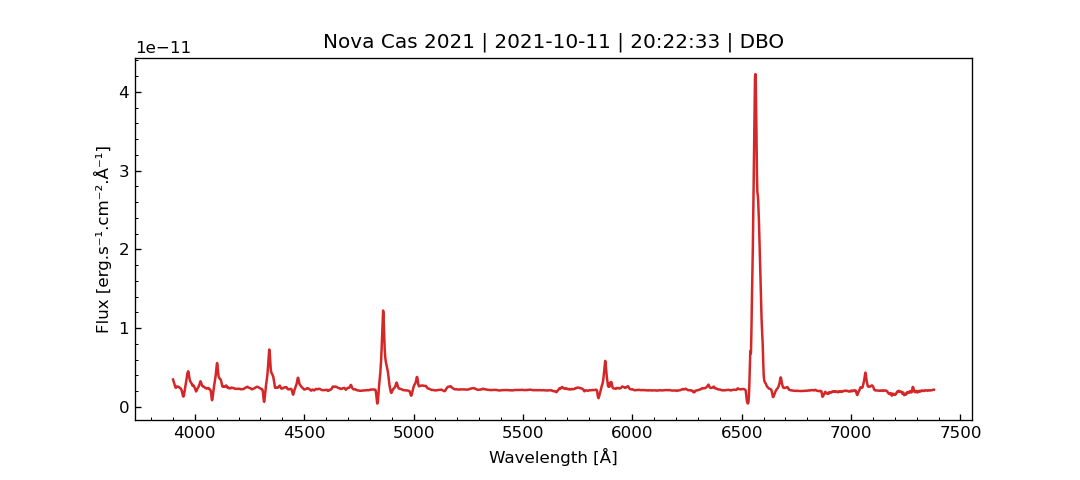 Nova Cas 2021 | 2021-10-11 | 20:22:33 | DBO
1e−11
4
3
2
1
0
Flux [erg.s⁻¹.cm⁻².Å⁻¹]
4000 4500 5000 5500 6000 6500 7000 7500
Wavelength [Å]